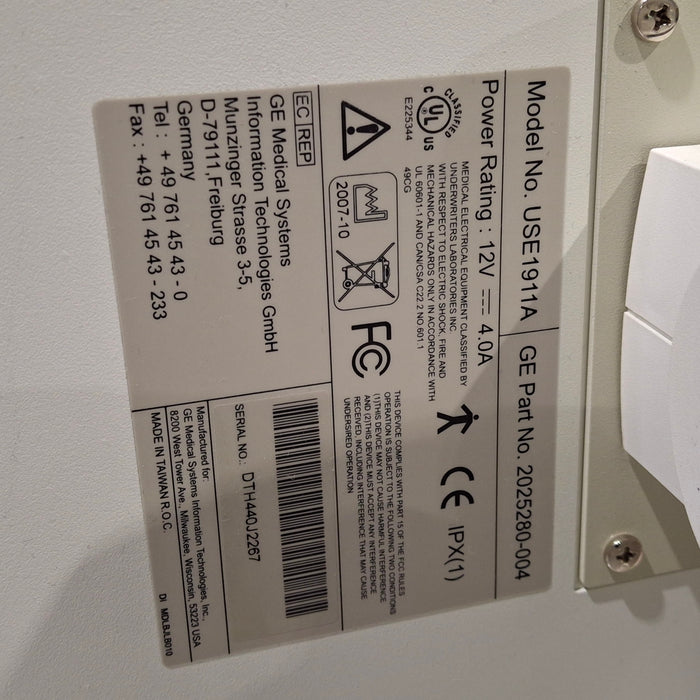 Model No. USE1911A
GE Part No. 2025280-004
Power Rating : 12V ⎓ 4.0A
CLASSIFIED
C UL US
E225344
MEDICAL ELECTRICAL EQUIPMENT CLASSIFIED BY
UNDERWRITERS LABORATORIES INC.
WITH RESPECT TO ELECTRIC SHOCK, FIRE AND
MECHANICAL HAZARDS ONLY IN ACCORDANCE WITH
UL 60601-1 AND CAN/CSA C22.2 NO 601.1
49CG
CE IPX(1)
2007-10
FC
THIS DEVICE COMPLIES WITH PART 15 OF THE FCC RULES
OPERATION IS SUBJECT TO THE FOLLOWING TWO CONDITIONS
(1)THIS DEVICE MAY NOT CAUSE HARMFUL INTERFERENCE
AND (2)THIS DEVICE MUST ACCEPT ANY INTERFERENCE
RECEIVED, INCLUDING INTERFERENCE THAT MAY CAUSE
UNDERSIRED OPERATION
EC REP
GE Medical Systems
Information Technologies GmbH
Munzinger Strasse 3-5,
D-79111,Freiburg
Germany
Tel : + 49 761 45 43 - 0
Fax : +49 761 45 43 - 233
SERIAL NO.: DTH440J2267
Manufactured for:
GE Medical Systems Information Technologies, Inc.,
8200 West Tower Ave., Milwaukee, Wisconsin, 53223 USA
MADE IN TAIWAN R.O.C.
DI MDLBJLB010